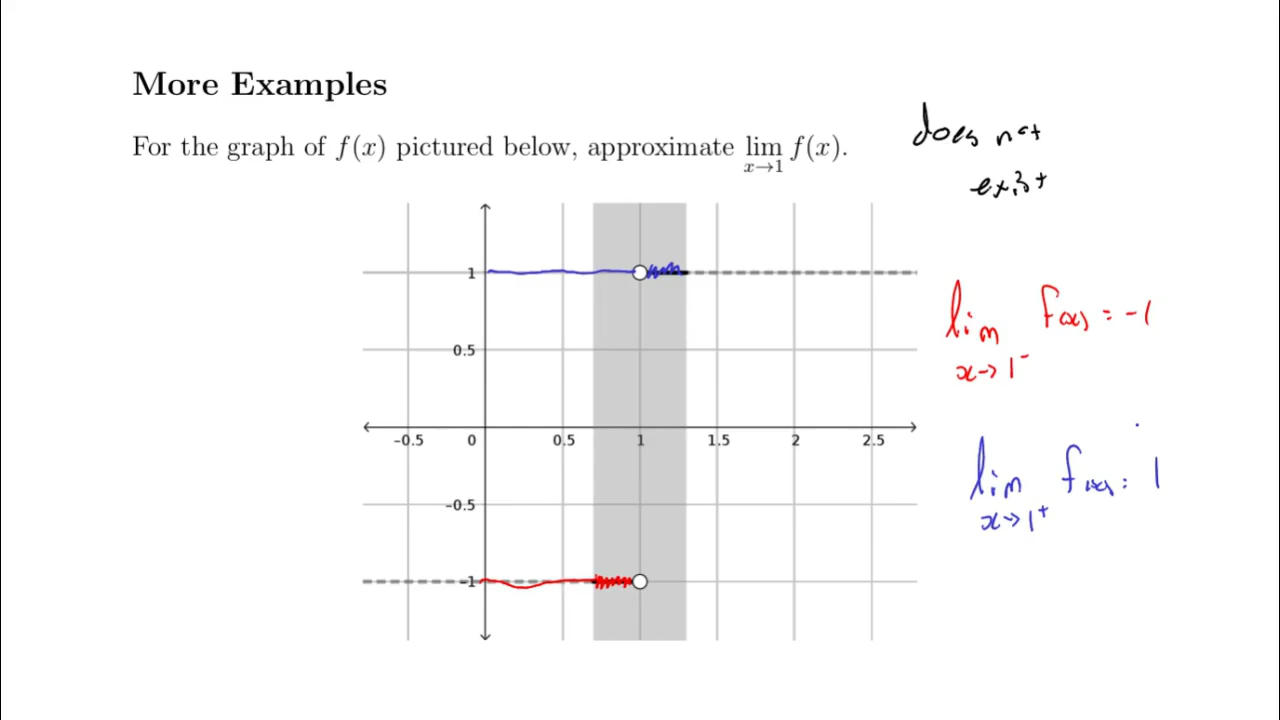 More Examples
For the graph of f(x) pictured below, approximate lim x→1 f(x).
does not
exist
1
0.5
-0.5 0 0.5 1 1.5 2 2.5
-0.5
-1
lim f(x) = -1
x→1⁻
lim f(x) = 1
x→1⁺